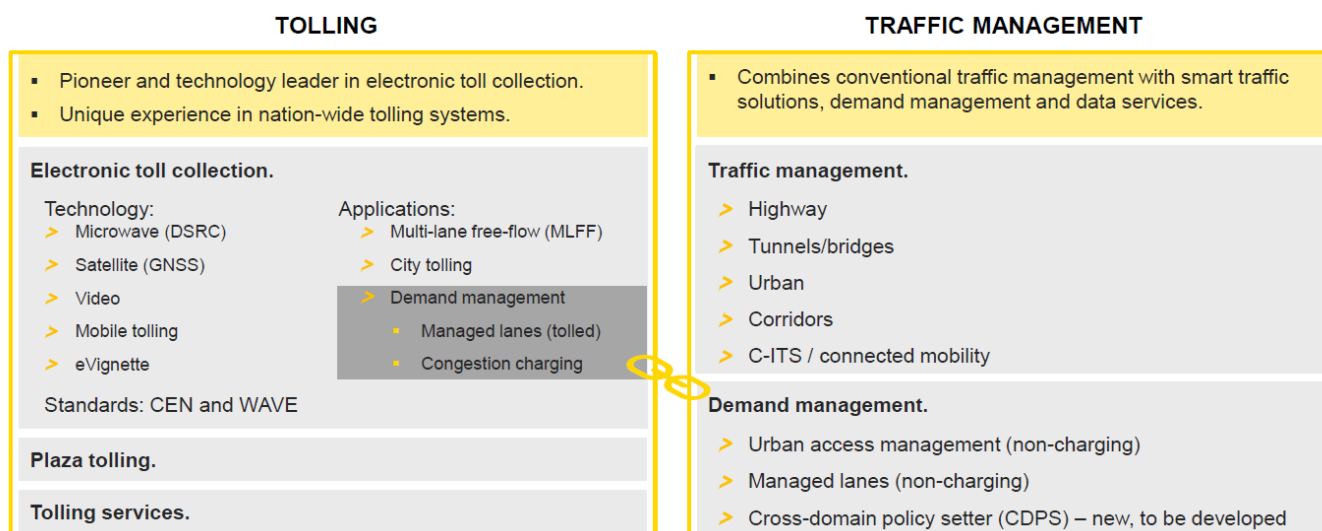 TOLLING
▪ Pioneer and technology leader in electronic toll collection.
▪ Unique experience in nation-wide tolling systems.
Electronic toll collection.
Technology:
> Microwave (DSRC)
> Satellite (GNSS)
> Video
> Mobile tolling
> eVignette
Applications:
> Multi-lane free-flow (MLFF)
> City tolling
> Demand management
▪ Managed lanes (tolled)
▪ Congestion charging
Standards: CEN and WAVE
Plaza tolling.
Tolling services.
TRAFFIC MANAGEMENT
▪ Combines conventional traffic management with smart traffic
solutions, demand management and data services.
Traffic management.
> Highway
> Tunnels/bridges
> Urban
> Corridors
> C-ITS / connected mobility
Demand management.
> Urban access management (non-charging)
> Managed lanes (non-charging)
> Cross-domain policy setter (CDPS) – new, to be developed